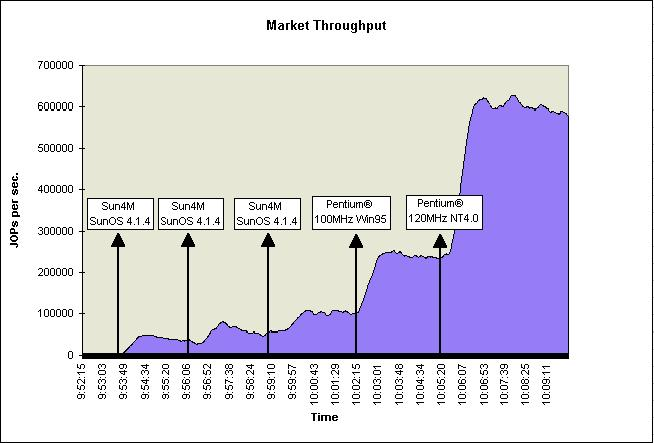 Market Throughput
JOPs per sec.
700000
600000
500000
400000
300000
200000
100000
0
Sun4M
SunOS 4.1.4
Sun4M
SunOS 4.1.4
Sun4M
SunOS 4.1.4
Pentium®
100MHz Win95
Pentium®
120MHz NT4.0
9:52:15
9:53:03
9:53:49
9:54:34
9:55:20
9:56:06
9:56:52
9:57:38
9:58:24
9:59:10
9:59:57
10:00:43
10:01:29
10:02:15
10:03:01
10:03:48
10:04:34
10:05:20
10:06:07
10:06:53
10:07:39
10:08:25
10:09:11
Time